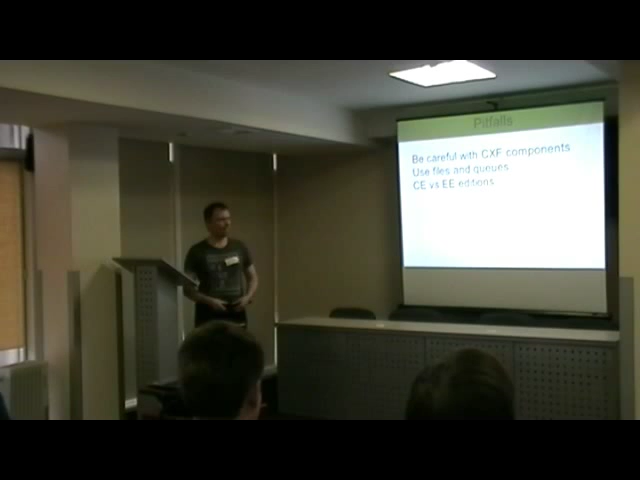 Pitfalls
Be careful with CXF components
Use files and queues
CE vs EE editions